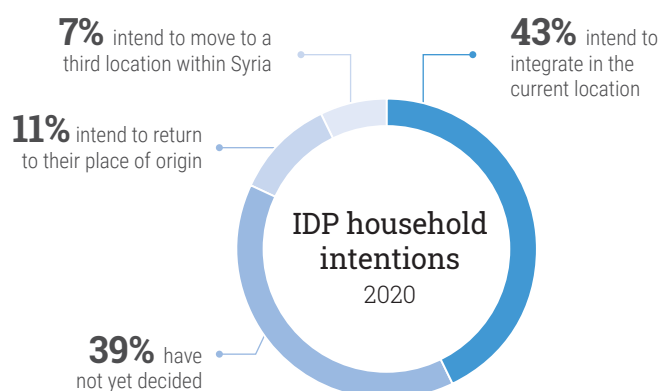 7% intend to move to a
third location within Syria
43% intend to
integrate in the
current location
11% intend to return
to their place of origin
IDP household
intentions
2020
39% have
not yet decided